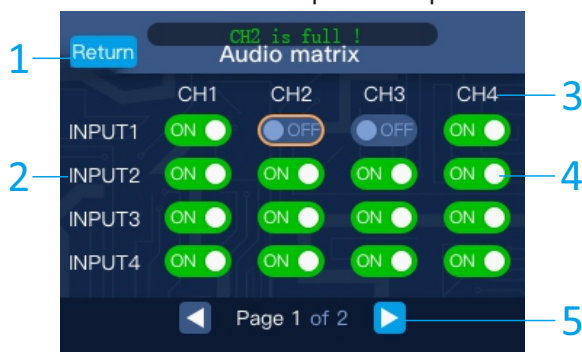 CH2 is full !
1 Return Audio matrix
CH1 CH2 CH3 CH4 3
INPUT1 ON OFF OFF ON
2 INPUT2 ON ON ON ON 4
INPUT3 ON ON ON ON
INPUT4 ON ON ON ON
Page 1 of 2 5